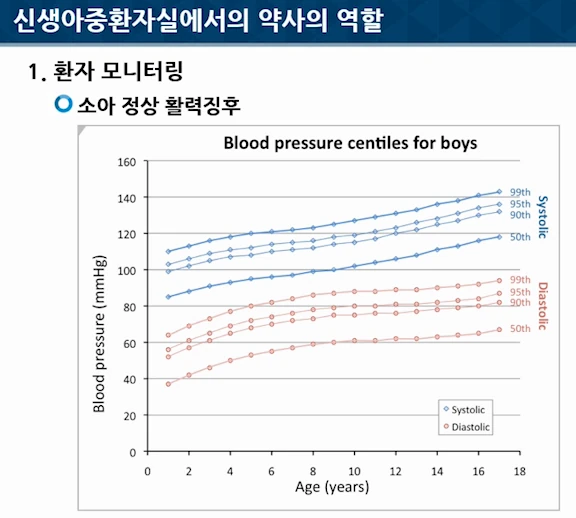 신생아중환자실에서의 약사의 역할
1. 환자 모니터링
소아 정상 활력징후
Blood pressure centiles for boys
160
140
120
100
80
60
40
20
0
Blood pressure (mmHg)
99th
95th
90th
50th
Systolic
99th
95th
90th
50th
Diastolic
Systolic
Diastolic
0 2 4 6 8 10 12 14 16 18
Age (years)